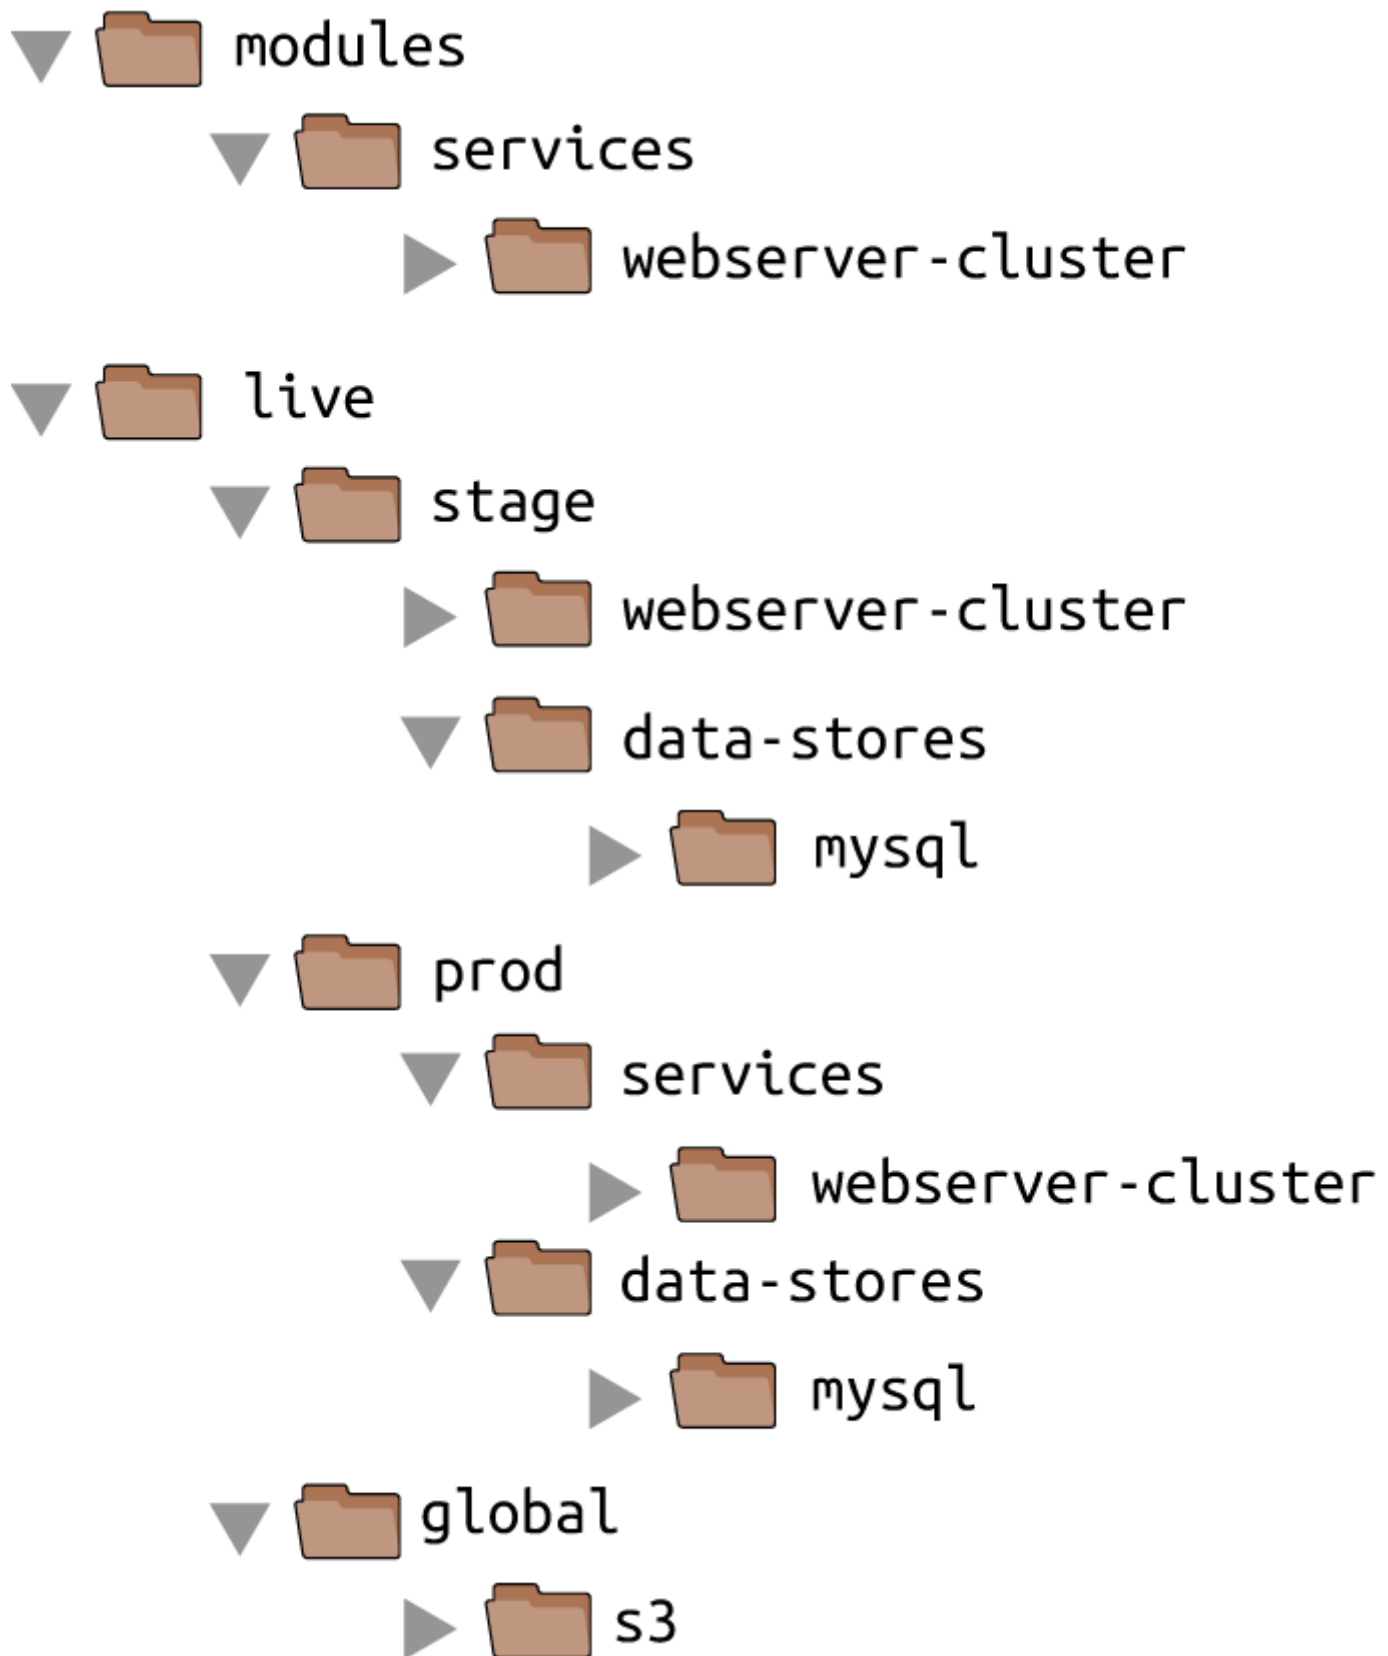 modules
services
webserver-cluster
live
stage
webserver-cluster
data-stores
mysql
prod
services
webserver-cluster
data-stores
mysql
global
s3